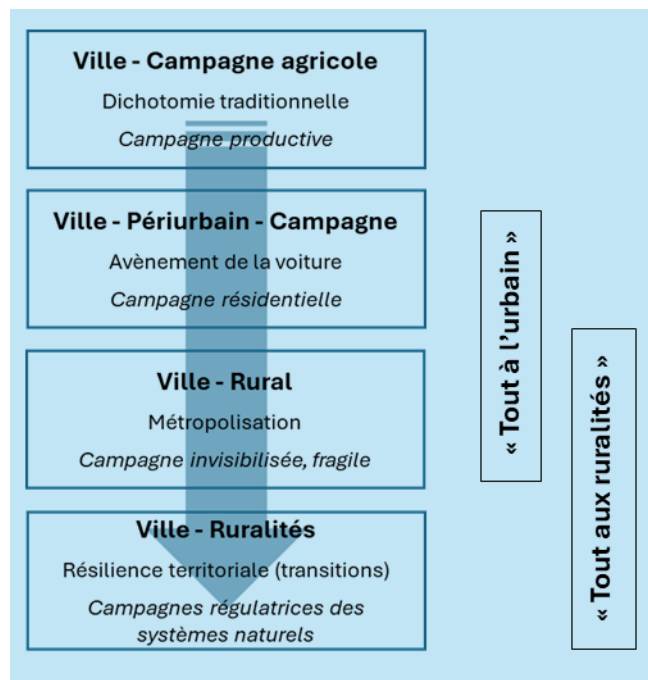 Ville - Campagne agricole
Dichotomie traditionnelle
Campagne productive
Ville - Périurbain - Campagne
Avènement de la voiture
Campagne résidentielle
Ville - Rural
Métropolisation
Campagne invisibilisée, fragile
Ville - Ruralités
Résilience territoriale (transitions)
Campagnes régulatrices des
systèmes naturels
« Tout à l'urbain »
« Tout aux ruralités »